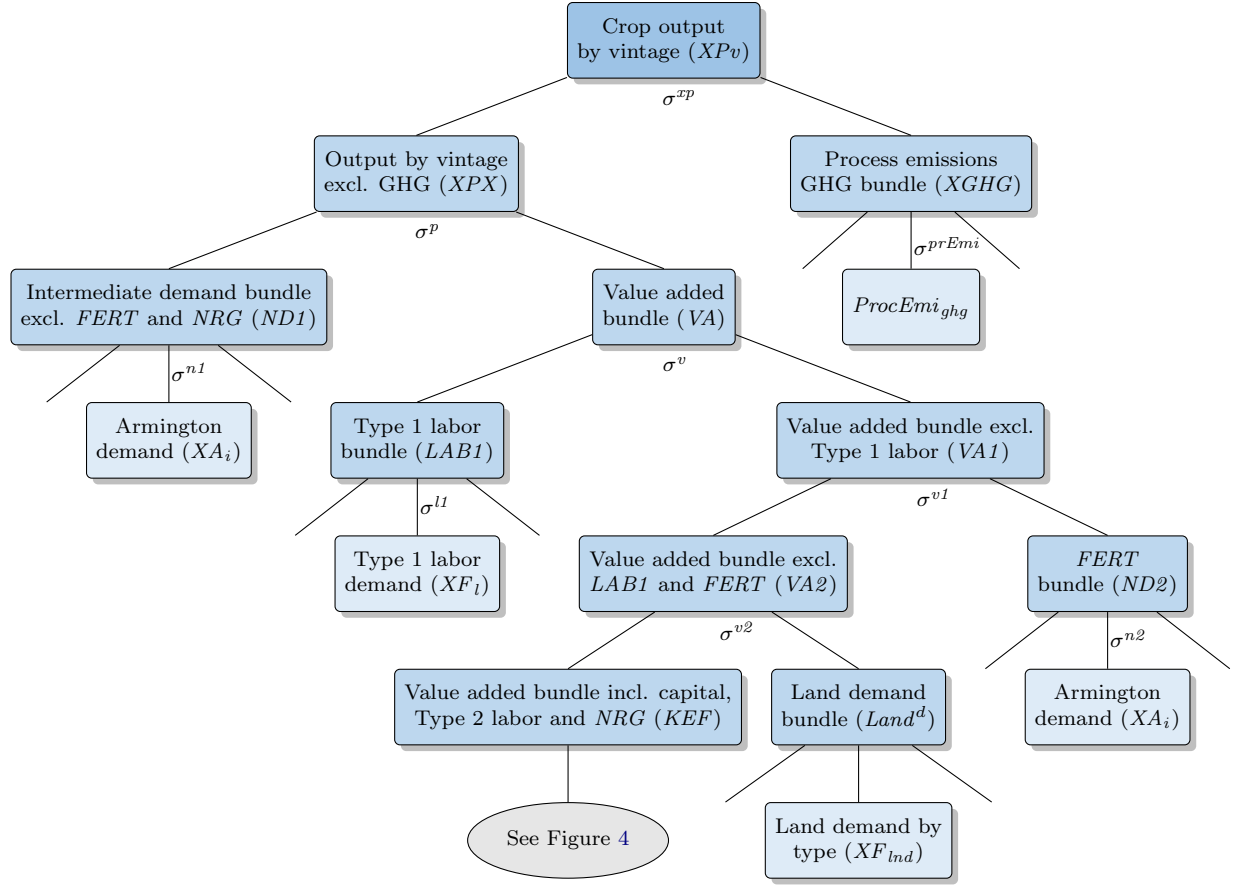 Crop output
by vintage (XPv)
σ^xp
Output by vintage
excl. GHG (XPX)
Process emissions
GHG bundle (XGHG)
σ^p
σ^prEmi
Intermediate demand bundle
excl. FERT and NRG (ND1)
Value added
bundle (VA)
ProcEmi_ghg
σ^n1
σ^v
Armington
demand (XA_i)
Type 1 labor
bundle (LAB1)
Value added bundle excl.
Type 1 labor (VA1)
σ^l1
σ^v1
Type 1 labor
demand (XF_l)
Value added bundle excl.
LAB1 and FERT (VA2)
FERT
bundle (ND2)
σ^v2
σ^n2
Value added bundle incl. capital,
Type 2 labor and NRG (KEF)
Land demand
bundle (Land^d)
Armington
demand (XA_i)
See Figure 4
Land demand by
type (XF_lnd)